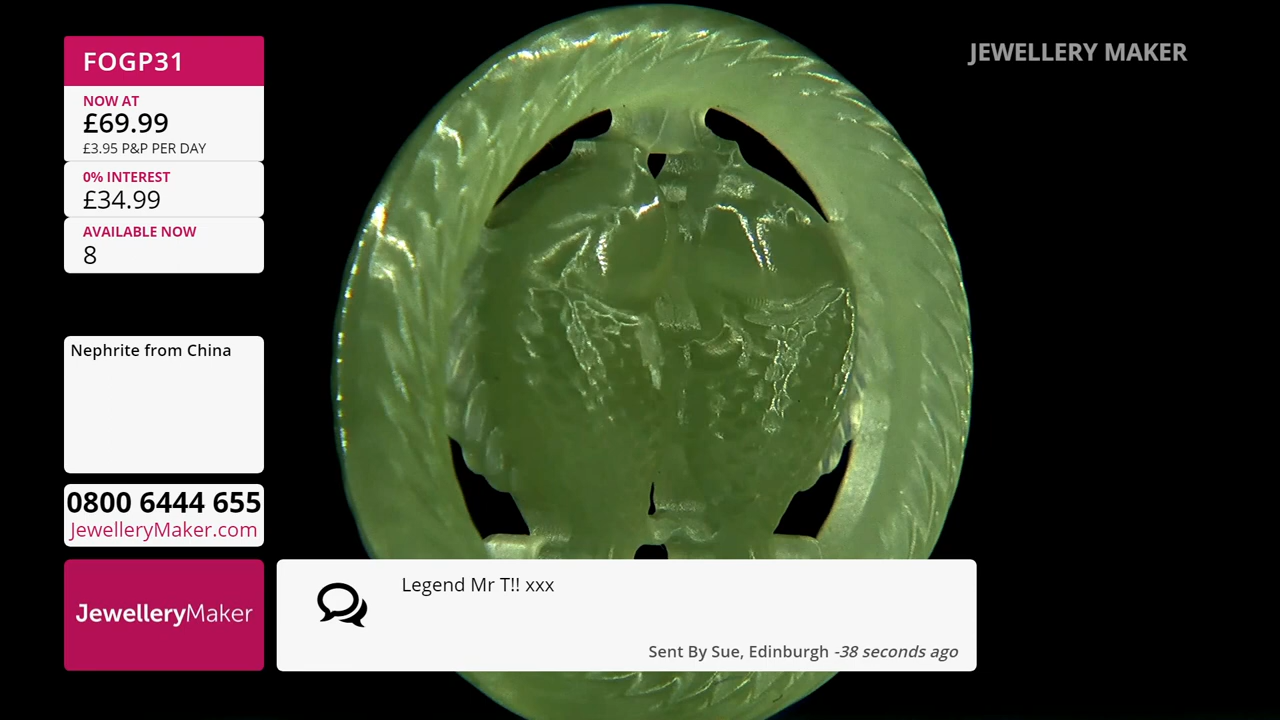 FOGP31
NOW AT
£69.99
£3.95 P&P PER DAY
0% INTEREST
£34.99
AVAILABLE NOW
8
Nephrite from China
0800 6444 655
JewelleryMaker.com
JewelleryMaker
JEWELLERY MAKER
Legend Mr T!! xxx
Sent By Sue, Edinburgh -38 seconds ago